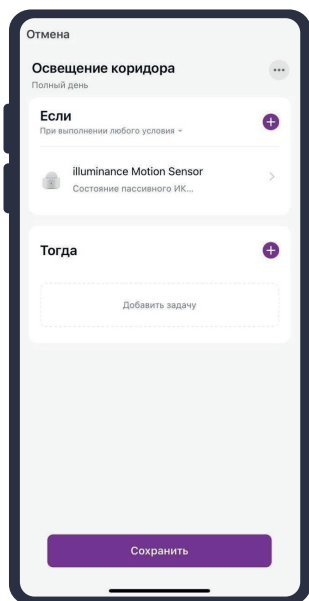 Отмена
Освещение коридора
Полный день
Если
При выполнении любого условия
illuminance Motion Sensor
Состояние пассивного ИК...
Тогда
Добавить задачу
Сохранить